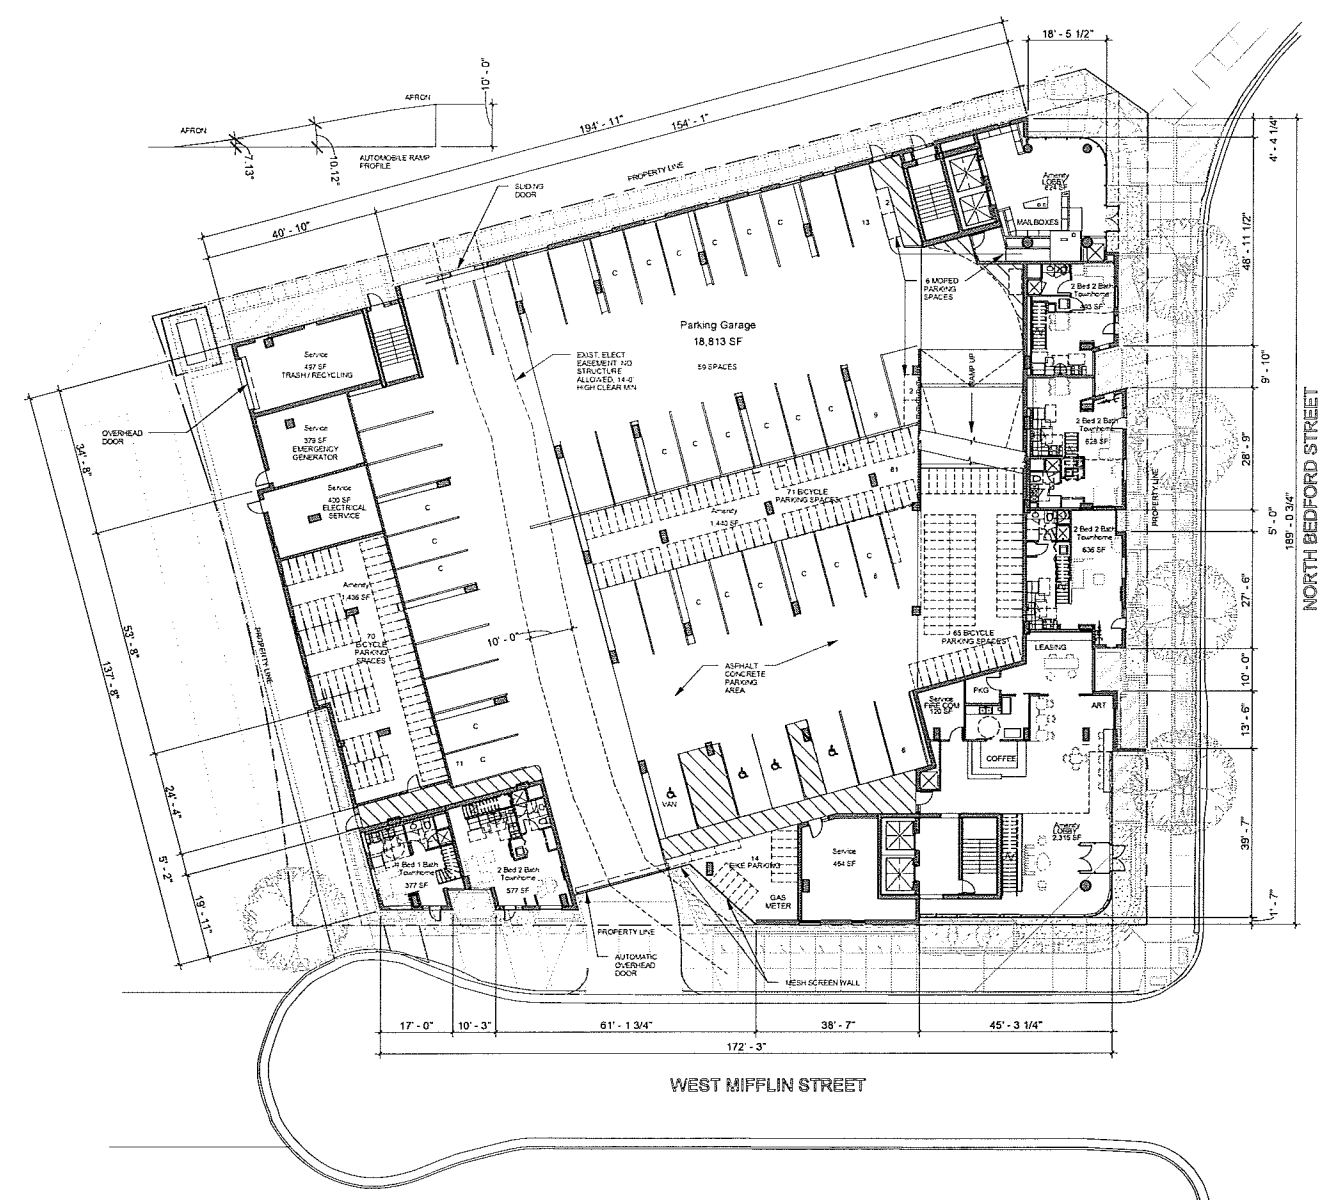 18' - 5 1/2"
10' - 0"
APRON
APRON
7.13°
10.12°
AUTOMOBILE RAMP
PROFILE
194' - 11"
154' - 1"
40' - 10"
PROPERTY LINE
SLIDING
DOOR
4' - 4 1/4"
48' - 11 1/2"
9' - 10"
28' - 9"
5' - 0"
189' - 0 3/4"
27' - 6"
10' - 0"
13' - 6"
39' - 7"
1' - 7"
NORTH BEDFORD STREET
PROPERTY LINE
Amenity
LOBBY
624 SF
MAILBOXES
2
13
C
C
C
C
C
C
6 MOPED
PARKING
SPACES
2 Bed 2 Bath
Townhome
Parking Garage
18,813 SF
59 SPACES
EXIST. ELECT
EASEMENT NO
STRUCTURE
ALLOWED, 14'-0"
HIGH CLEAR MIN
RAMP UP
2
9
C
C
C
C
C
C
2 Bed 2 Bath
Townhome
628 SF
Service
497 SF
TRASH / RECYCLING
OVERHEAD
DOOR
Service
379 SF
EMERGENCY
GENERATOR
Service
400 SF
ELECTRICAL
SERVICE
34' - 8"
53' - 8"
137' - 8"
24' - 4"
5' - 2"
19' - 11"
PROPERTY LINE
Amenity
1,436 SF
70
BICYCLE
PARKING
SPACES
C
C
C
11
C
10' - 0"
71 BICYCLE
PARKING SPACES
Amenity
1,440 SF
C
C
C
C
C
C
8
2 Bed 2 Bath
Townhome
636 SF
65 BICYCLE
PARKING SPACES
ASPHALT
CONCRETE
PARKING
AREA
LEASING
PKG
ART
Service
FIRE COM
120 SF
COFFEE
6
VAN
Amenity
LOBBY
2,315 SF
Service
464 SF
14
BIKE PARKING
GAS
METER
1 Bed 1 Bath
Townhome
377 SF
2 Bed 2 Bath
Townhome
577 SF
PROPERTY LINE
AUTOMATIC
OVERHEAD
DOOR
MESH SCREEN WALL
17' - 0"
10' - 3"
61' - 1 3/4"
38' - 7"
45' - 3 1/4"
172' - 3"
WEST MIFFLIN STREET